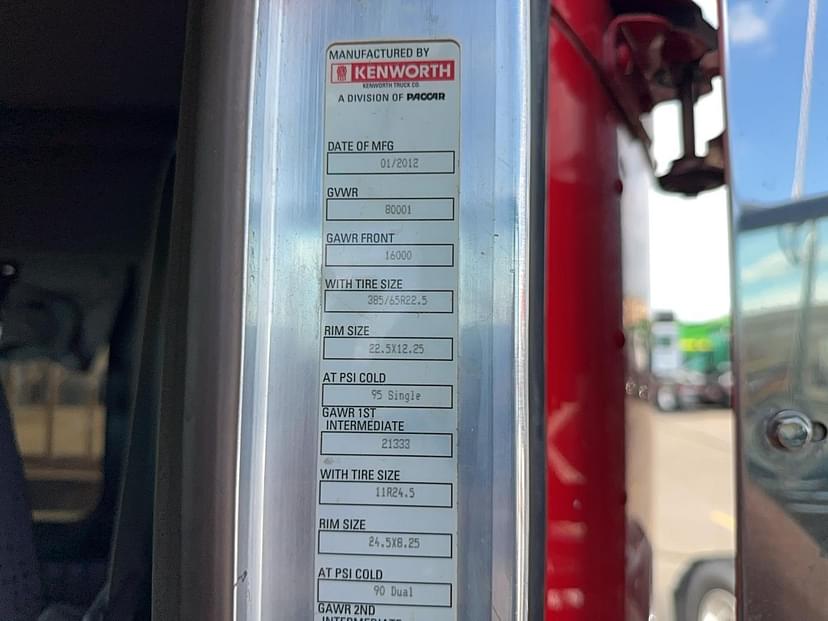 MANUFACTURED BY
KENWORTH
KENWORTH TRUCK CO.
A DIVISION OF PACCAR
DATE OF MFG
01/2012
GVWR
80001
GAWR FRONT
16000
WITH TIRE SIZE
385/65R22.5
RIM SIZE
22.5X12.25
AT PSI COLD
95 Single
GAWR 1ST
INTERMEDIATE
21333
WITH TIRE SIZE
11R24.5
RIM SIZE
24.5X8.25
AT PSI COLD
90 Dual
GAWR 2ND
INTERMEDIATE